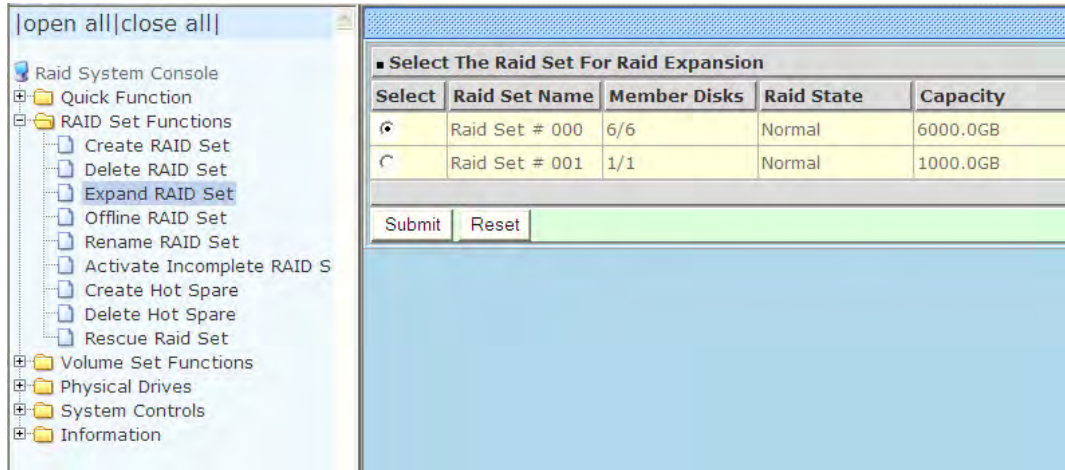 |open all|close all|
Raid System Console
Quick Function
RAID Set Functions
Create RAID Set
Delete RAID Set
Expand RAID Set
Offline RAID Set
Rename RAID Set
Activate Incomplete RAID S
Create Hot Spare
Delete Hot Spare
Rescue Raid Set
Volume Set Functions
Physical Drives
System Controls
Information
Select The Raid Set For Raid Expansion
Select Raid Set Name Member Disks Raid State Capacity
Raid Set # 000 6/6 Normal 6000.0GB
Raid Set # 001 1/1 Normal 1000.0GB
Submit Reset